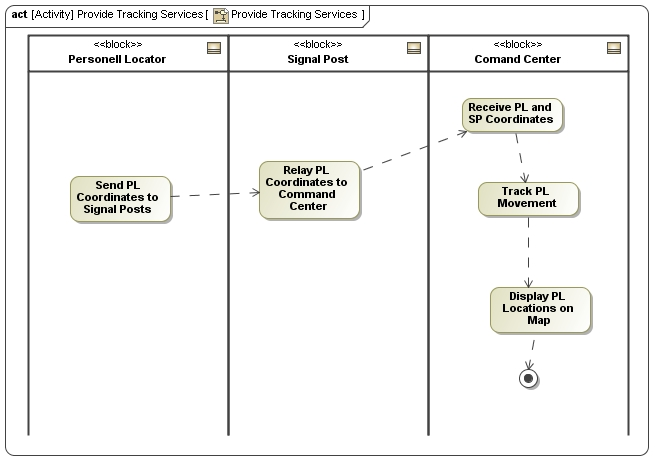 act [Activity] Provide Tracking Services [ Provide Tracking Services ]
<<block>>
Personell Locator
<<block>>
Signal Post
<<block>>
Comand Center
Send PL
Coordinates to
Signal Posts
Relay PL
Coordinates to
Command
Center
Receive PL and
SP Coordinates
Track PL
Movement
Display PL
Locations on
Map